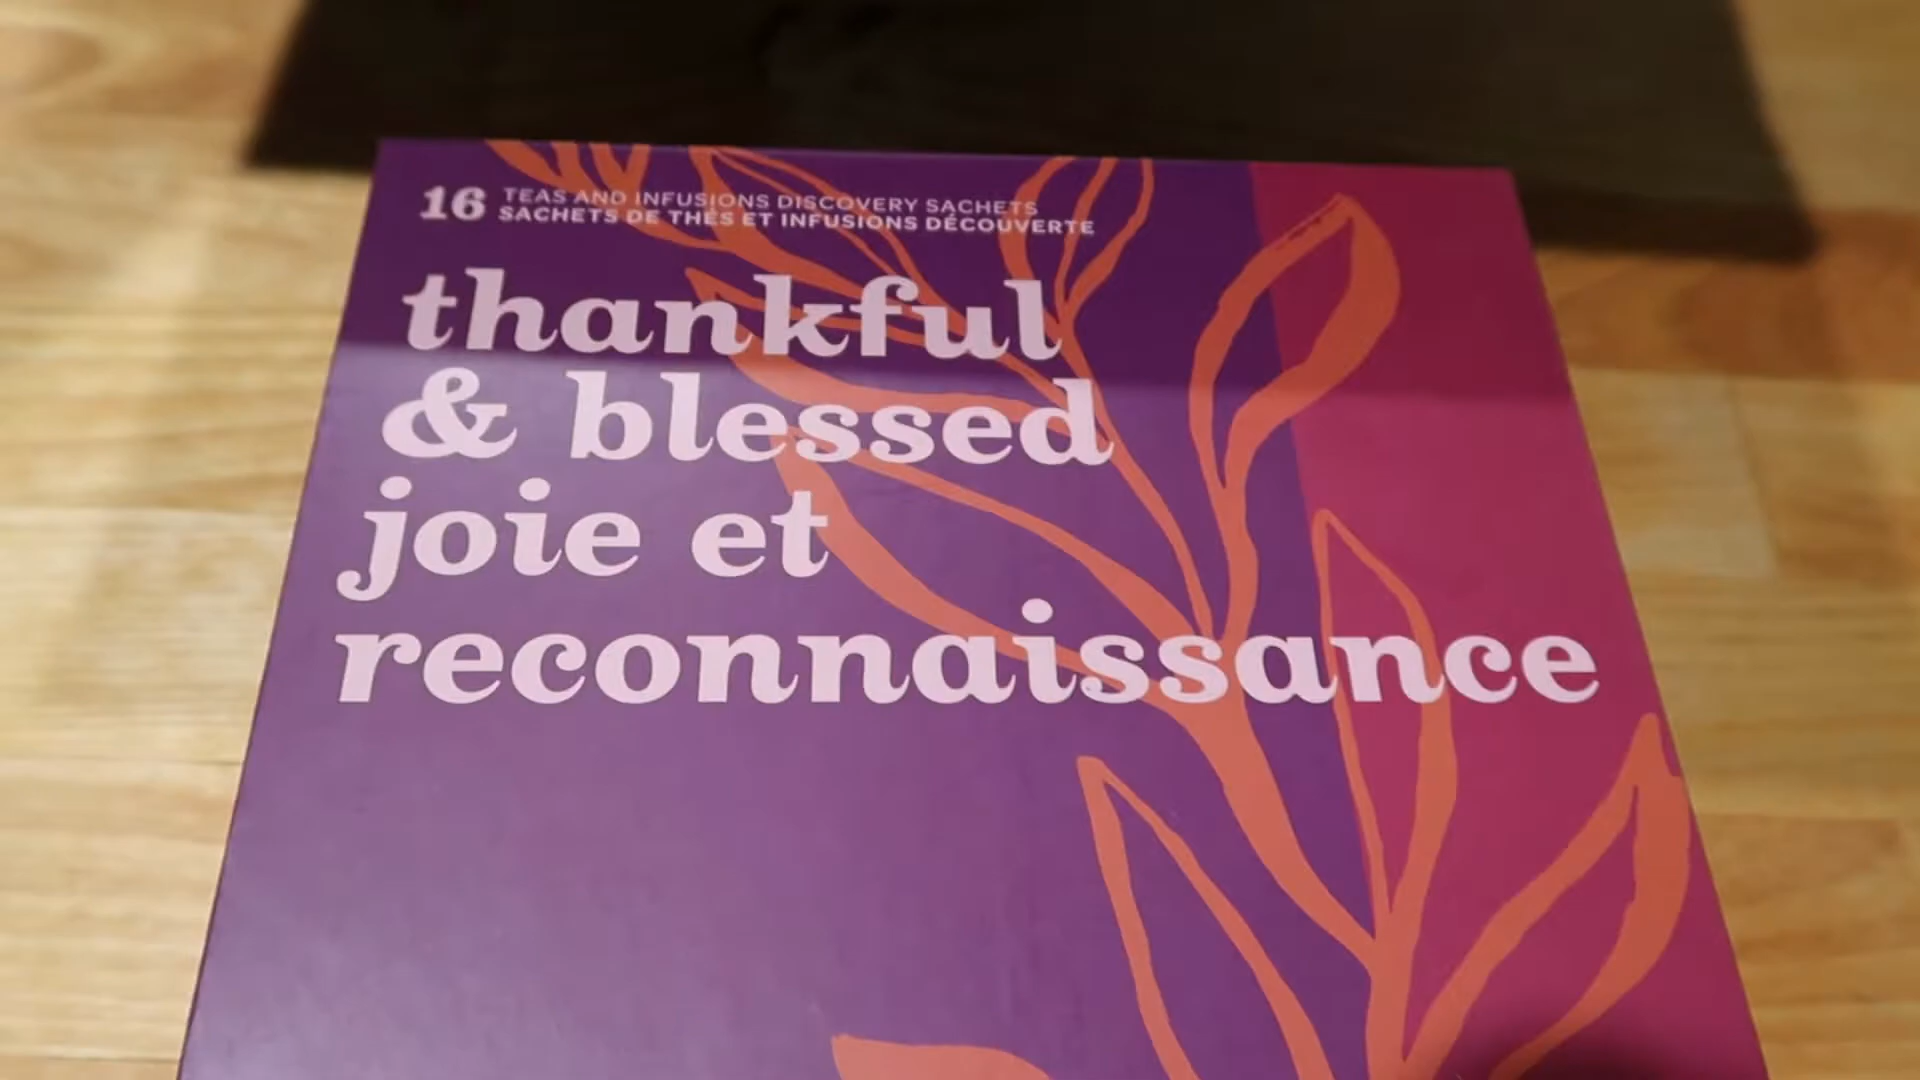 16 TEAS AND INFUSIONS DISCOVERY SACHETS
SACHETS DE THÉS ET INFUSIONS DÉCOUVERTE
thankful
& blessed
joie et
reconnaissance